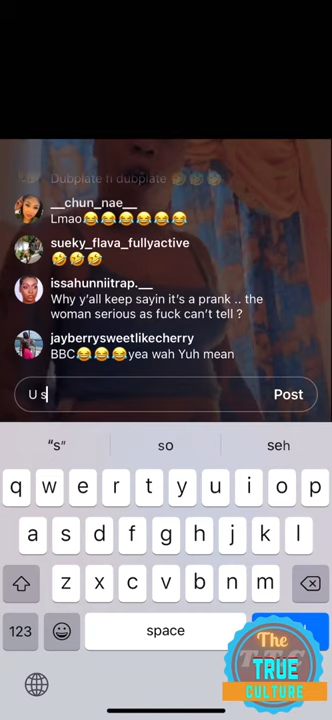 Dubplate fi dubplate 🤣🤣🤣
__chun_nae__
Lmao😂😂😂😂😂😂
sueky_flava_fullyactive
🤣🤣🤣
issahunniitrap.__
Why y'all keep sayin it's a prank .. the
woman serious as fuck can't tell ?
jayberrysweetlikecherry
BBC😂😂😂yea wah Yuh mean
U s
Post
"s"
so
seh
q w e r t y u i o p
a s d f g h j k l
z x c v b n m
123
space
The
TRUE
CULTURE